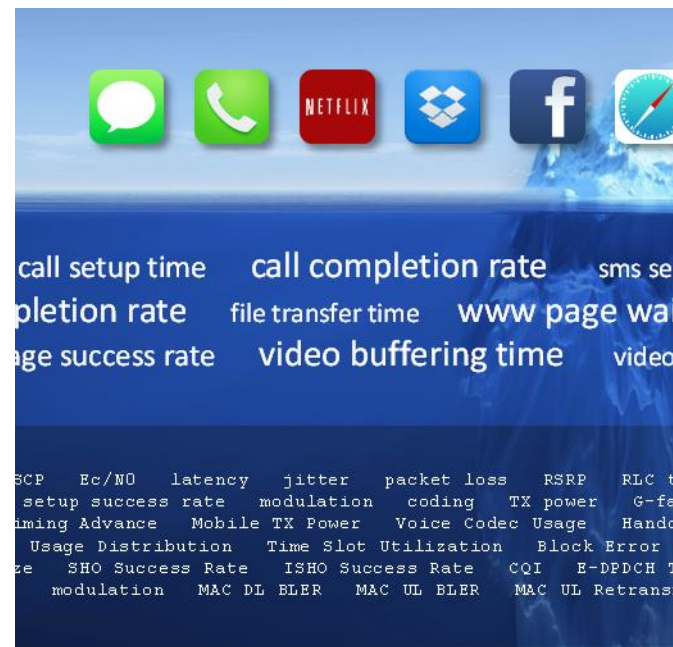 NETFLIX
call setup time call completion rate sms se
pletion rate file transfer time www page wai
age success rate video buffering time video
SCP Ec/N0 latency jitter packet loss RSRP RLC t
setup success rate modulation coding TX power G-fa
iming Advance Mobile TX Power Voice Codec Usage Hando
Usage Distribution Time Slot Utilization Block Error
ze SHO Success Rate ISHO Success Rate CQI E-DPDCH T
modulation MAC DL BLER MAC UL BLER MAC UL Retrans